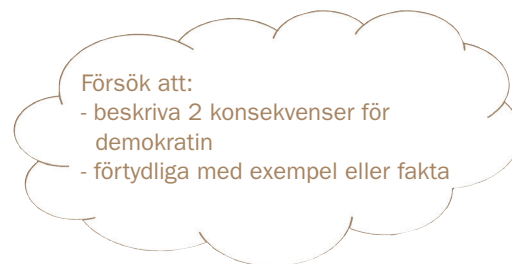 Försök att:
- beskriva 2 konsekvenser för
demokratin
- förtydliga med exempel eller fakta